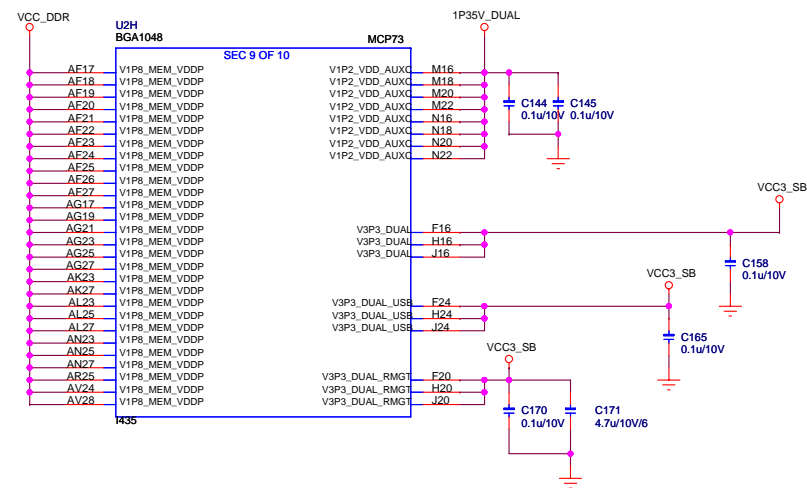 VCC_DDR
1P35V_DUAL
U2H
BGA1048
MCP73
SEC 9 OF 10
AF17 V1P8_MEM_VDDP V1P2_VDD_AUXC M16
AF18 V1P8_MEM_VDDP V1P2_VDD_AUXC M18
AF19 V1P8_MEM_VDDP V1P2_VDD_AUXC M20
AF20 V1P8_MEM_VDDP V1P2_VDD_AUXC M22
AF21 V1P8_MEM_VDDP V1P2_VDD_AUXC N16
AF22 V1P8_MEM_VDDP V1P2_VDD_AUXC N18
AF23 V1P8_MEM_VDDP V1P2_VDD_AUXC N20
AF24 V1P8_MEM_VDDP V1P2_VDD_AUXC N22
AF25 V1P8_MEM_VDDP
AF26 V1P8_MEM_VDDP
AF27 V1P8_MEM_VDDP
AG17 V1P8_MEM_VDDP
AG19 V1P8_MEM_VDDP
AG21 V1P8_MEM_VDDP V3P3_DUAL F16
AG23 V1P8_MEM_VDDP V3P3_DUAL H16
AG25 V1P8_MEM_VDDP V3P3_DUAL J16
AG27 V1P8_MEM_VDDP
AK23 V1P8_MEM_VDDP
AK27 V1P8_MEM_VDDP
AL23 V1P8_MEM_VDDP V3P3_DUAL_USB F24
AL25 V1P8_MEM_VDDP V3P3_DUAL_USB H24
AL27 V1P8_MEM_VDDP V3P3_DUAL_USB J24
AN23 V1P8_MEM_VDDP
AN25 V1P8_MEM_VDDP
AN27 V1P8_MEM_VDDP
AR25 V1P8_MEM_VDDP V3P3_DUAL_RMGT F20
AV24 V1P8_MEM_VDDP V3P3_DUAL_RMGT H20
AV28 V1P8_MEM_VDDP V3P3_DUAL_RMGT J20
I435
C144 C145
0.1u/10V 0.1u/10V
VCC3_SB
C158
0.1u/10V
VCC3_SB
C165
0.1u/10V
VCC3_SB
C170 C171
0.1u/10V 4.7u/10V/6